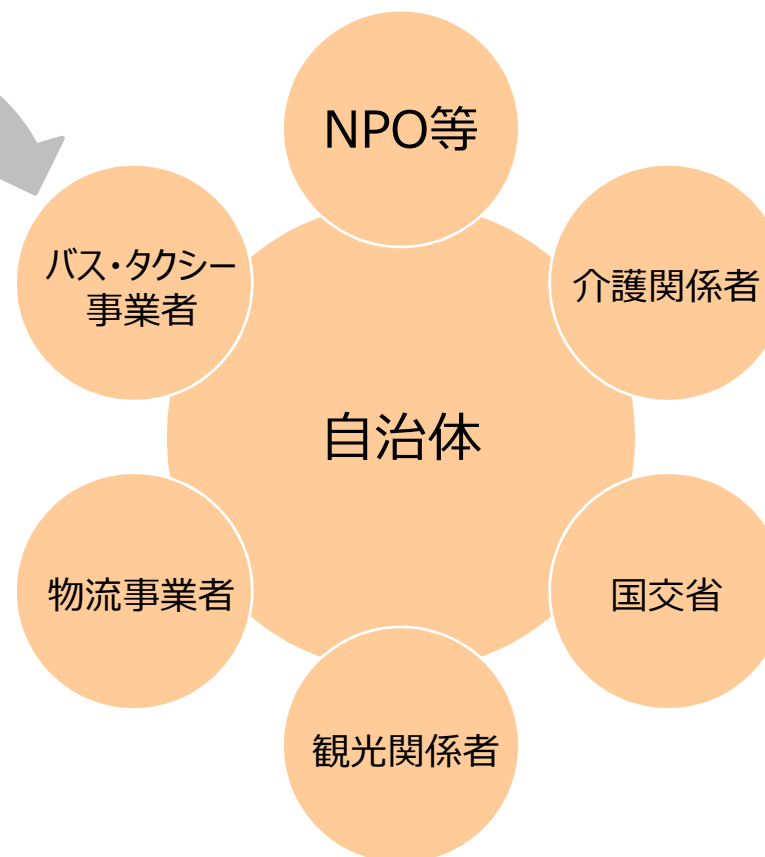 NPO等
バス・タクシー
事業者
介護関係者
自治体
物流事業者
国交省
観光関係者